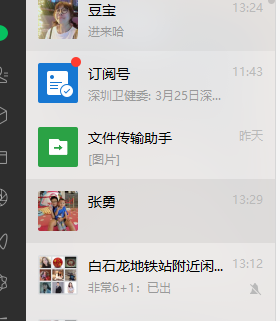 豆宝 13:24
进来哈
订阅号 11:43
深圳卫健委: 3月25日深...
文件传输助手 昨天
[图片]
张勇 13:29
白石龙地铁站附近闲... 13:12
非常6+1：已出